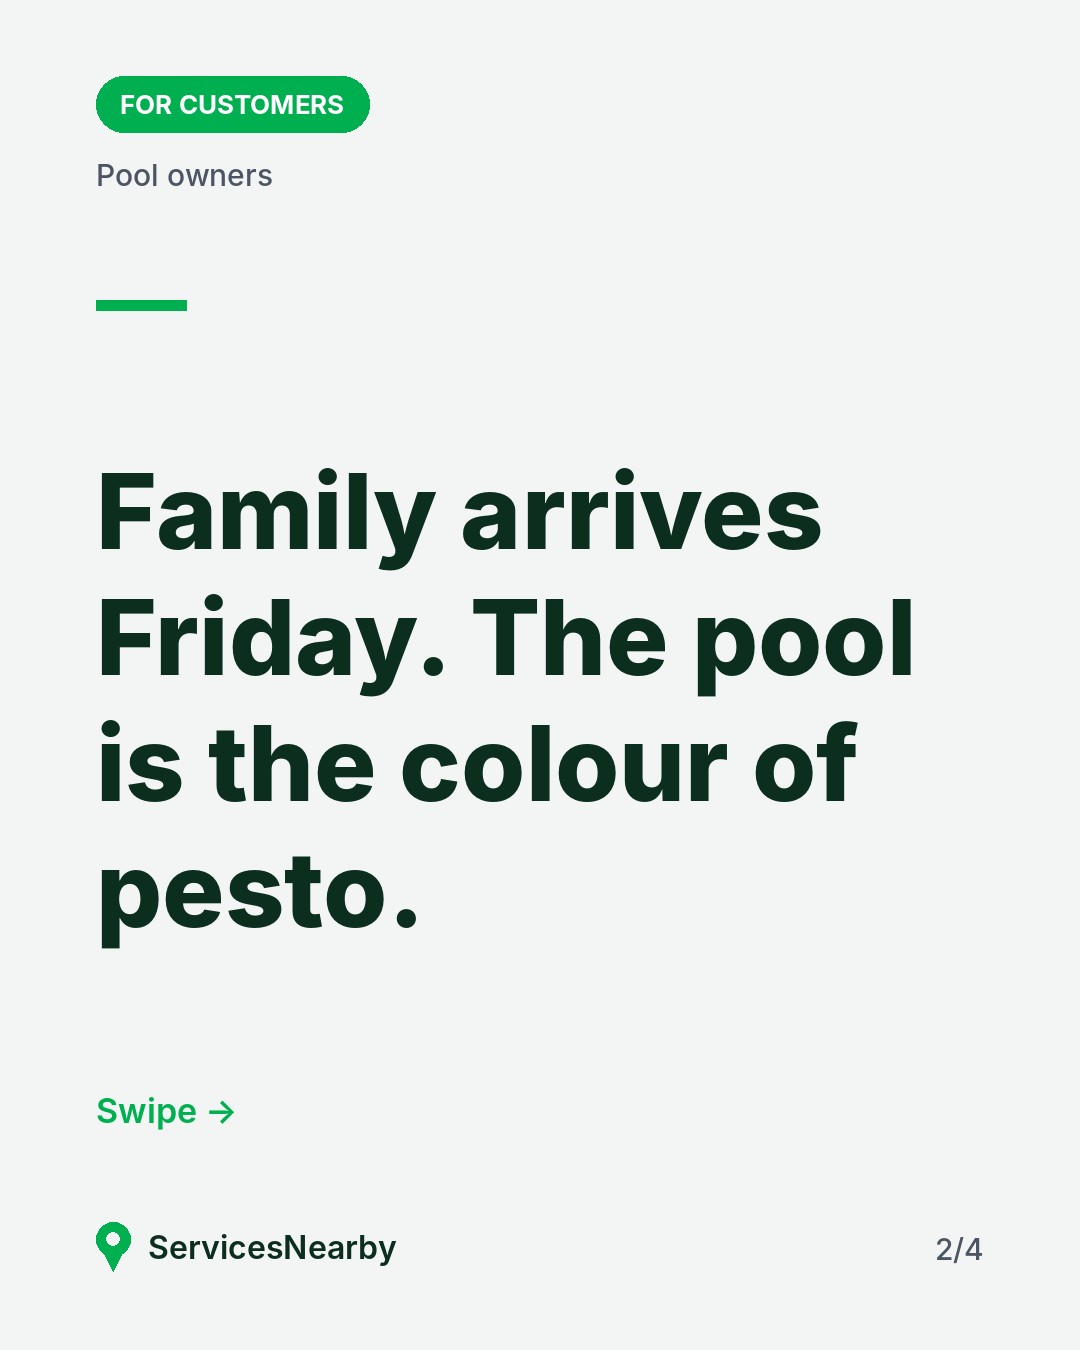 FOR CUSTOMERS
Pool owners
Family arrives
Friday. The pool
is the colour of
pesto.
Swipe →
ServicesNearby
2/4